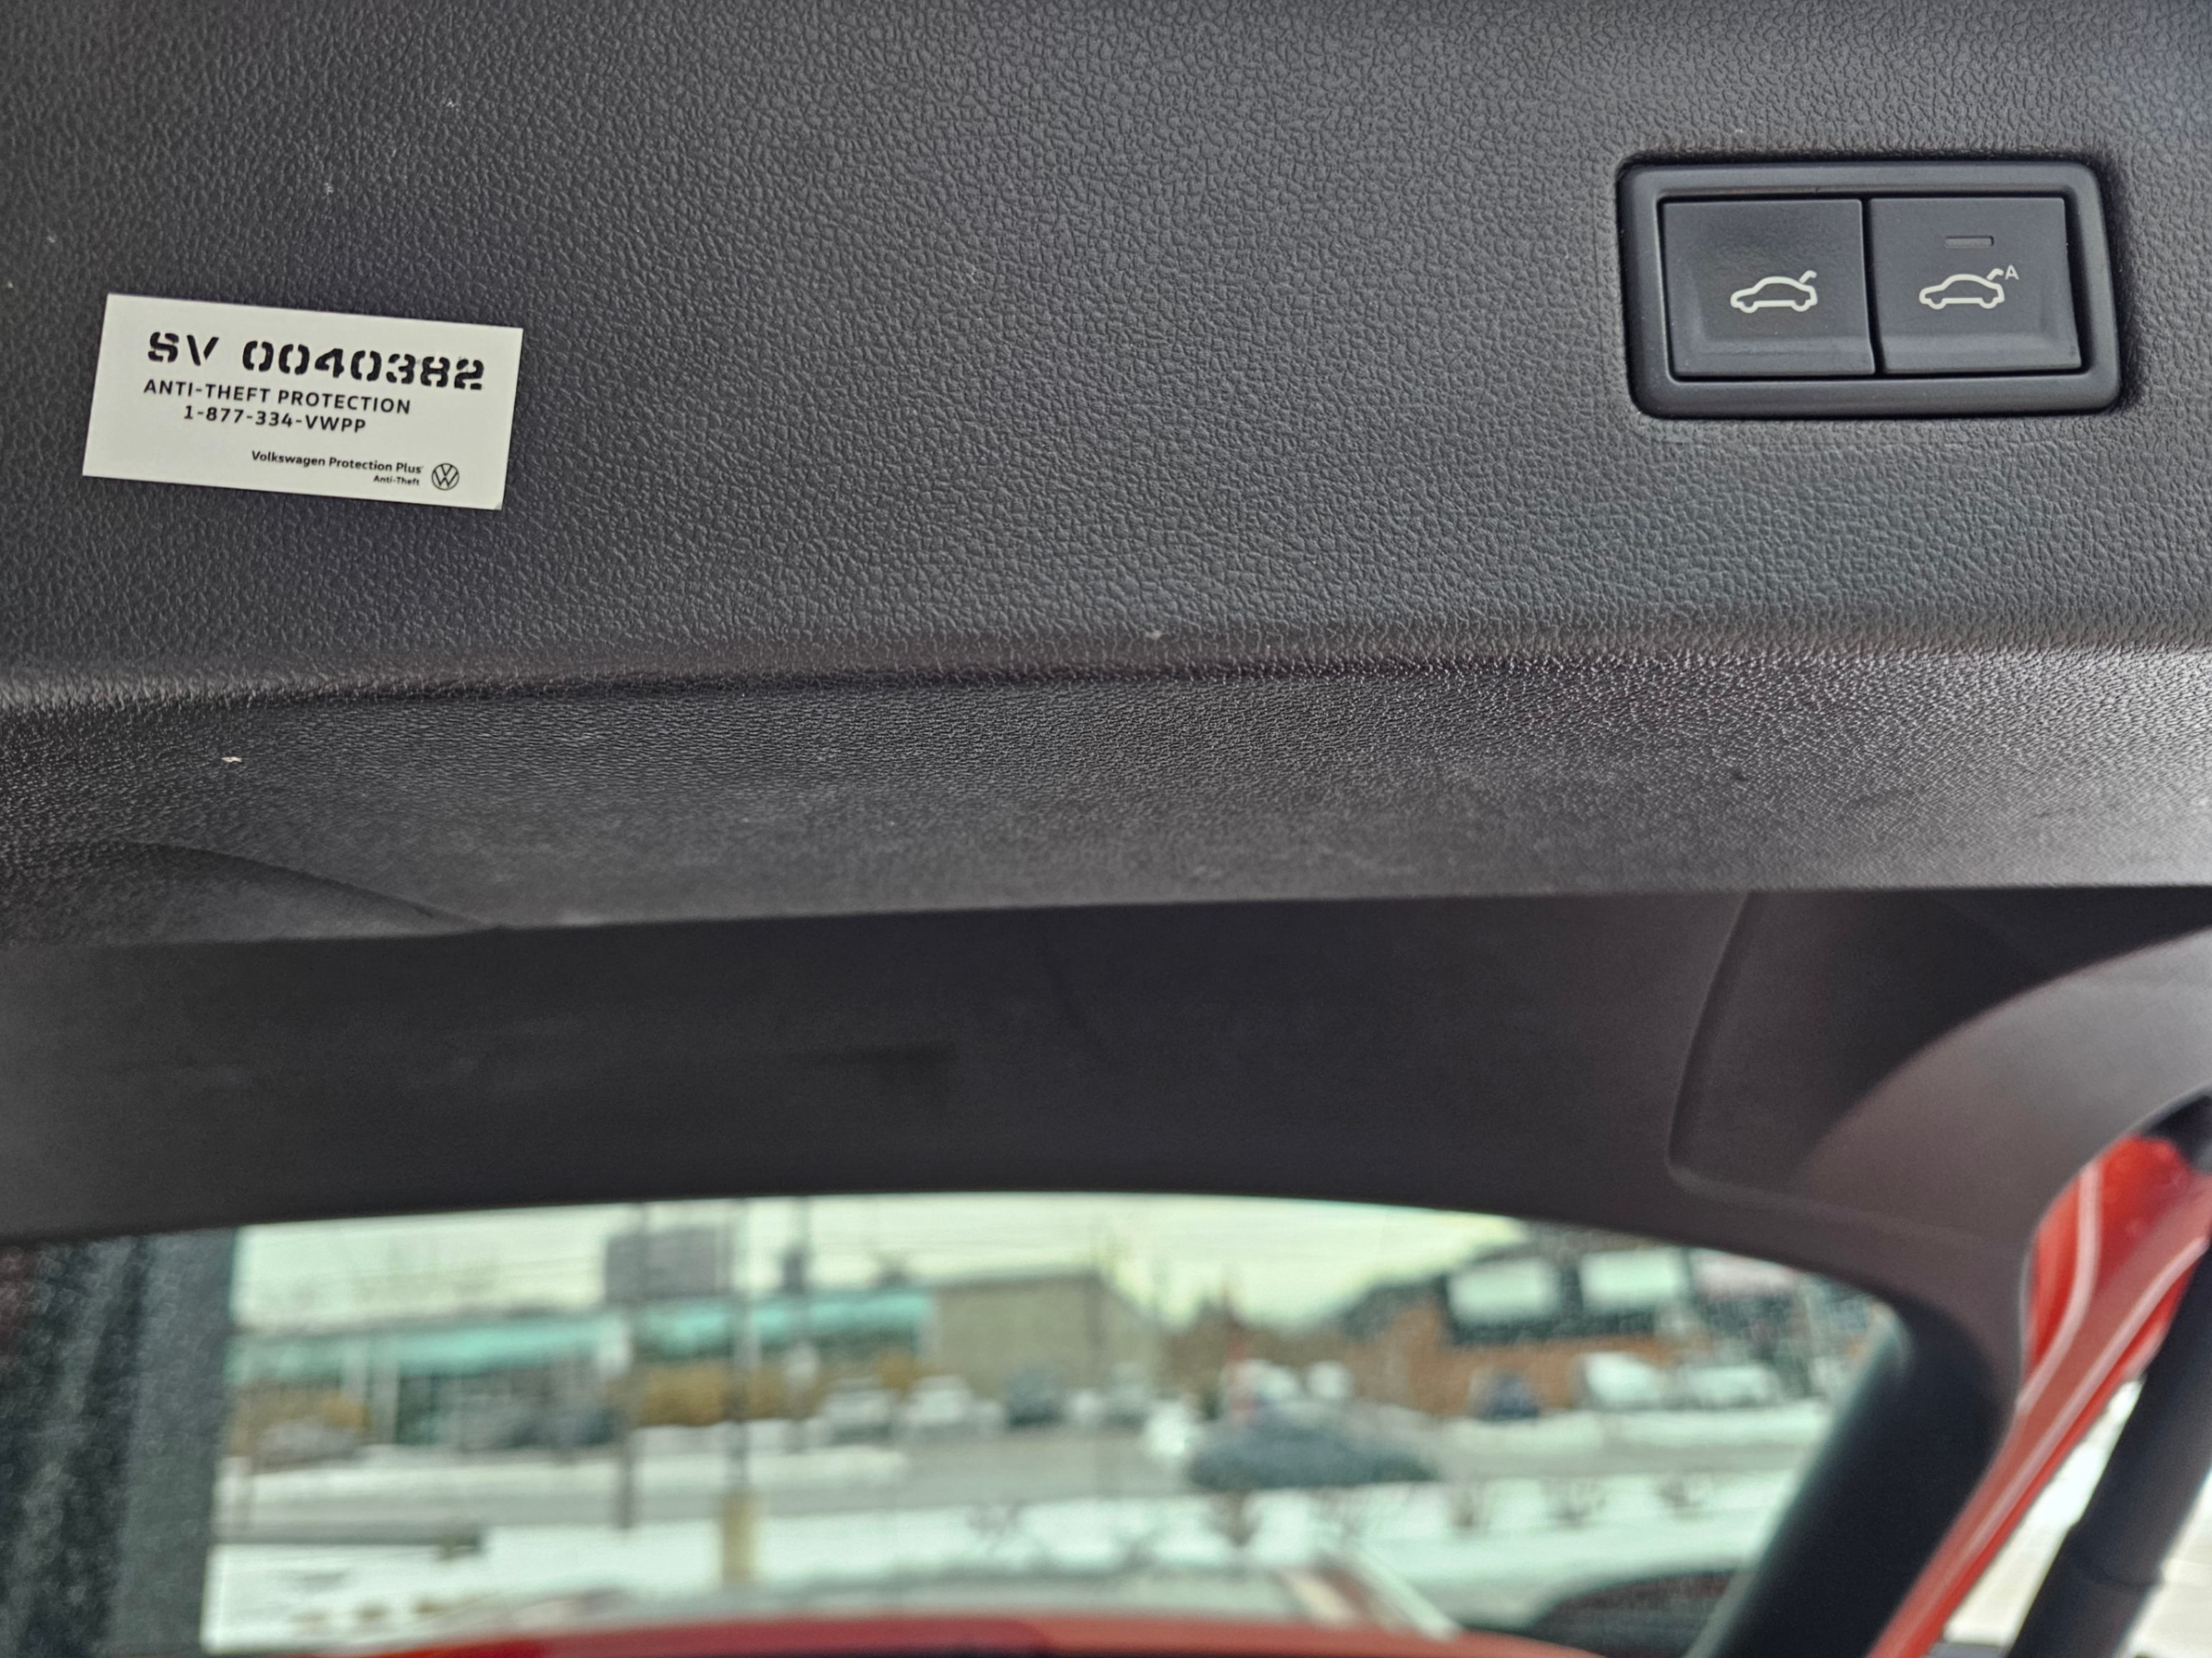 SV 0040382
ANTI-THEFT PROTECTION
1-877-334-VWPP
Volkswagen Protection Plus
Anti-Theft
A